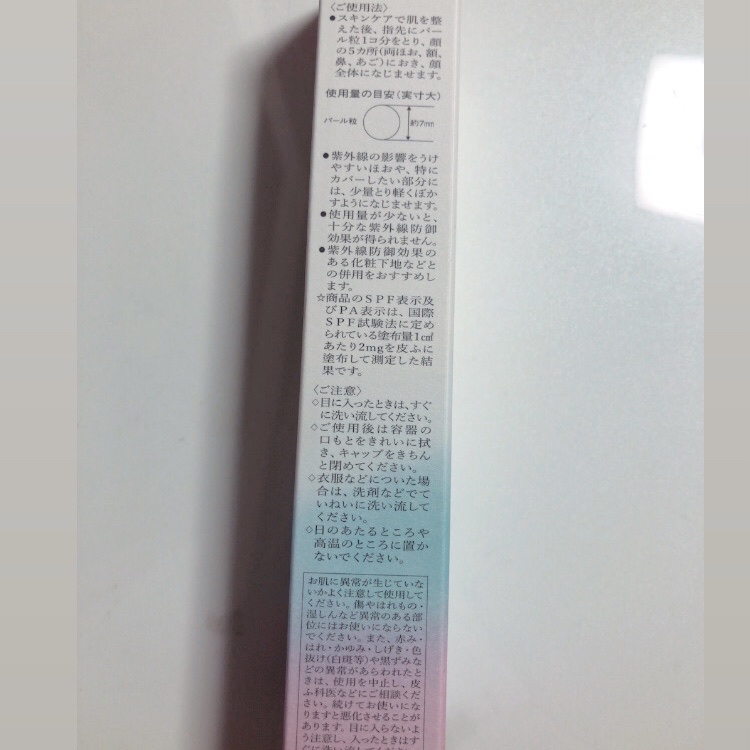 〈ご使用法〉
●スキンケアで肌を整
えた後、指先にパー
ル粒1コ分をとり、顔
の5カ所(両ほお、額、
鼻、あご)におき、顔
全体になじませます。
使用量の目安(実寸大)
パール粒 約7mm
●紫外線の影響をうけ
やすいほおや、特に
カバーしたい部分に
は、少量とり軽くぼか
すようになじませます。
●使用量が少ないと、
十分な紫外線防御
効果が得られません。
●紫外線防御効果の
ある化粧下地などと
の併用をおすすめし
ます。
☆商品のSPF表示及
びPA表示は、国際
SPF試験法に定め
られている塗布量1c㎡
あたり2mgを皮ふに
塗布して測定した結
果です。
〈ご注意〉
◇目に入ったときは、すぐ
に洗い流してください。
◇ご使用後は容器の
口もとをきれいに拭
き、キャップをきちん
と閉めてください。
◇衣服などについた場
合は、洗剤などでて
いねいに洗い流して
ください。
◇日のあたるところや
高温のところに置か
ないでください。
お肌に異常が生じていな
いかよく注意して使用して
ください。傷やはれもの・
湿しんなど異常のある部
位にはお使いにならない
でください。また、赤み・
はれ・かゆみ・しげき・色
抜け(白斑等)や黒ずみな
どの異常があらわれたと
きは、使用を中止し、皮
ふ科医などにご相談くだ
さい。続けてお使いにな
りますと悪化させることが
あります。目に入らないよ
う注意し、入ったときはす
ぐに洗い流してください。